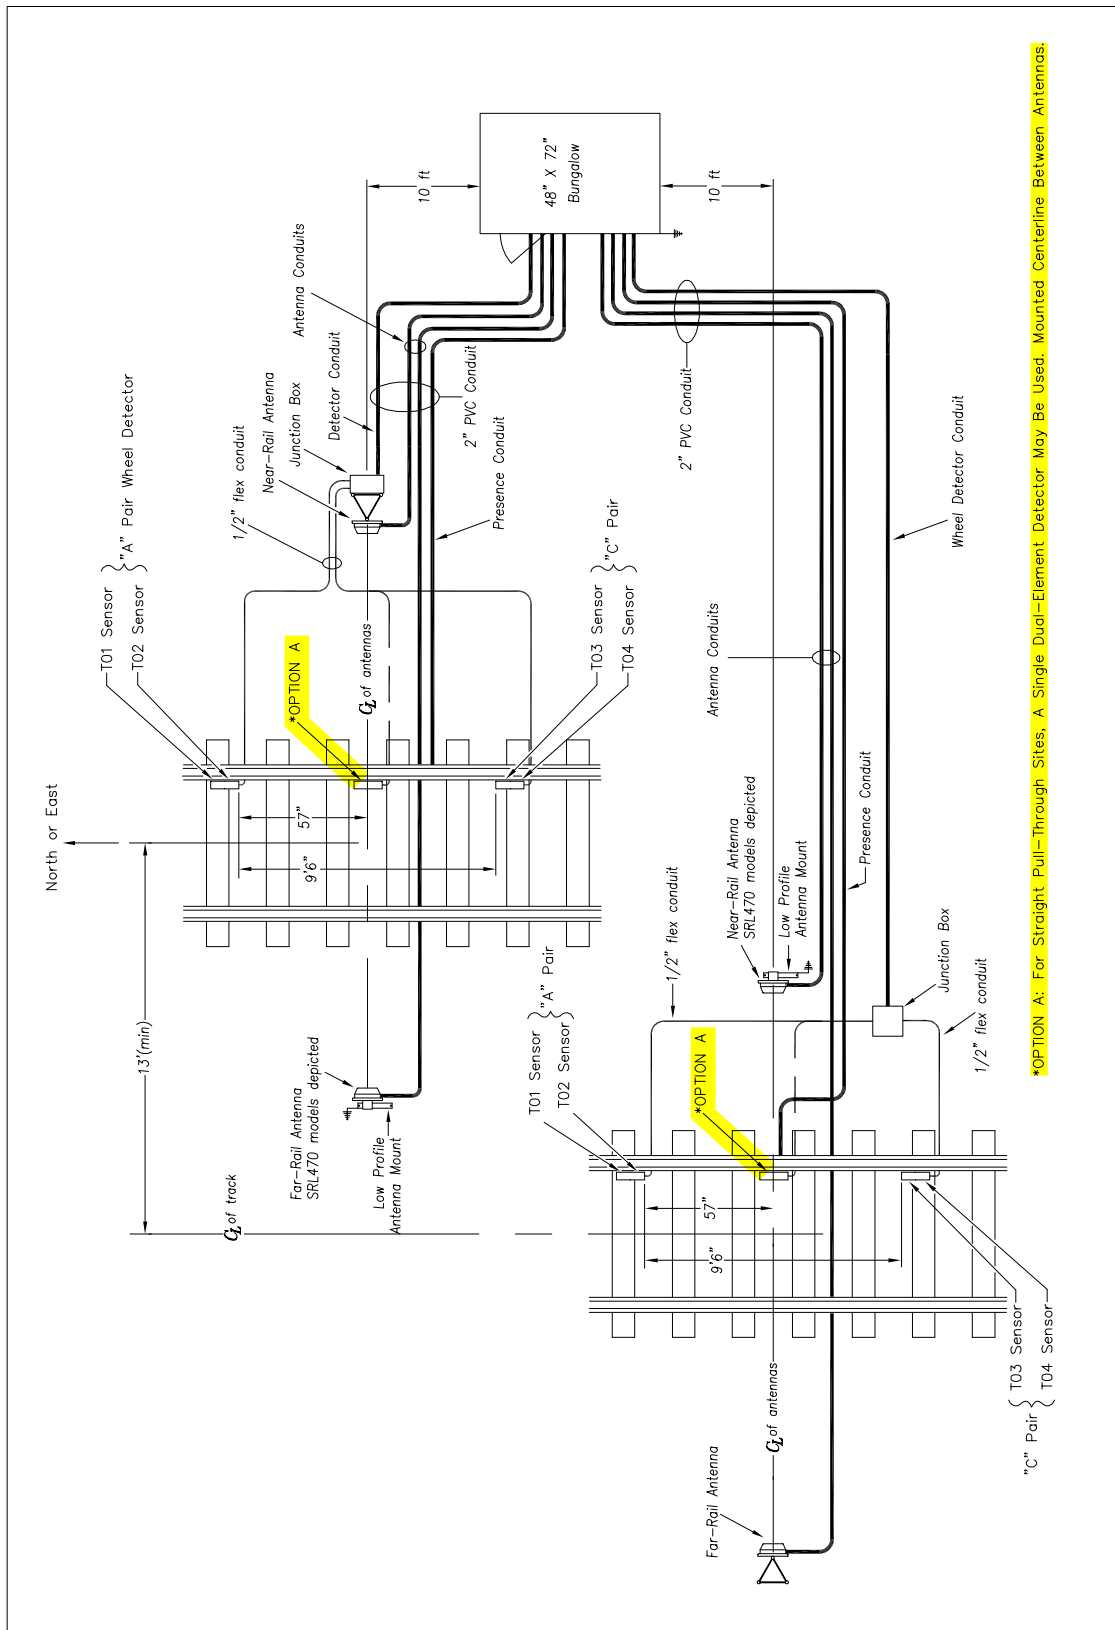 North or East
T01 Sensor
T02 Sensor
"A" Pair Wheel Detector
1/2" flex conduit
Near-Rail Antenna
Junction Box
Detector Conduit
Antenna Conduits
10 ft
48" X 72"
Bungalow
10 ft
2" PVC Conduit
Presence Conduit
*OPTION A
CL of antennas
T03 Sensor
T04 Sensor
"C" Pair
57"
9'6"
13'(min)
Far-Rail Antenna
SRL470 models depicted
Low Profile
Antenna Mount
CL of track
2" PVC Conduit
Wheel Detector Conduit
Antenna Conduits
Presence Conduit
Near-Rail Antenna
SRL470 models depicted
Low Profile
Antenna Mount
1/2" flex conduit
T01 Sensor
T02 Sensor
"A" Pair
*OPTION A
Junction Box
1/2" flex conduit
57"
9'6"
T03 Sensor
T04 Sensor
"C" Pair
CL of antennas
Far-Rail Antenna
*OPTION A: For Straight Pull-Through Sites, A Single Dual-Element Detector May Be Used. Mounted Centerline Between Antennas.